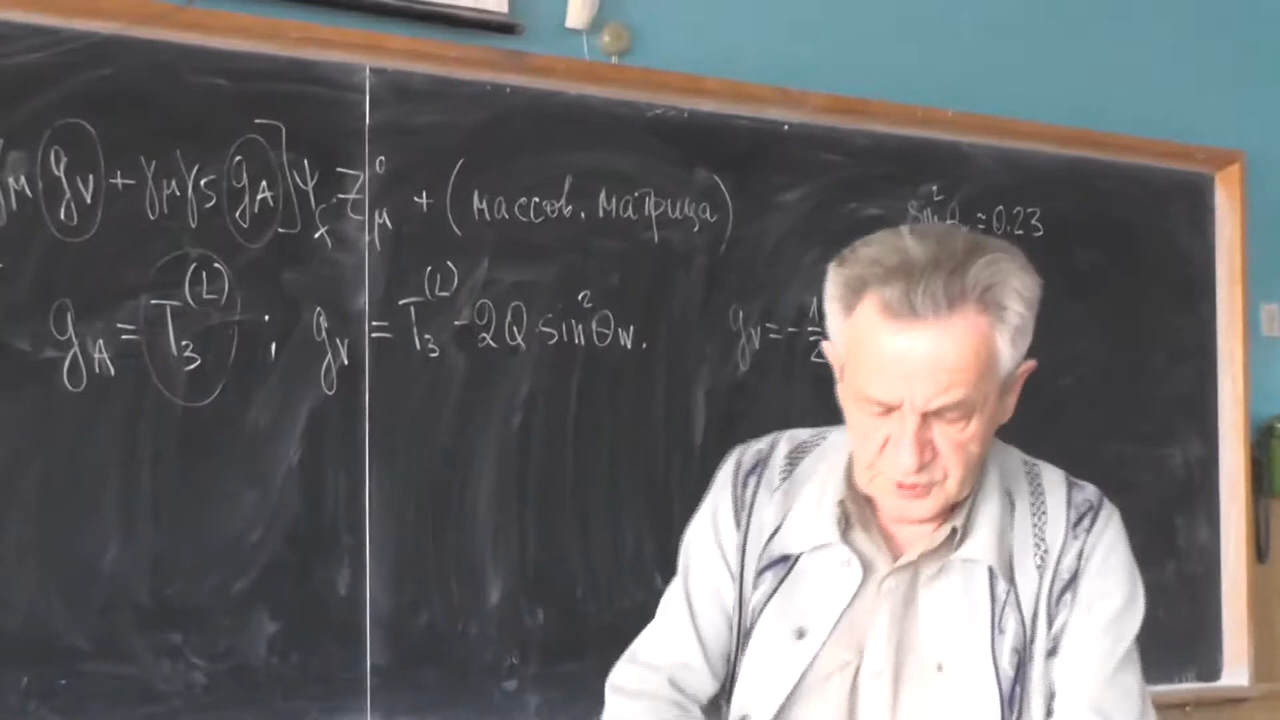 γμ gV + γμγ5 gA] ψf Z⁰μ + (массов. матрица)
sin²θ ≈ 0.23
gA = T₃^(L) ; gV = T₃^(L) - 2Q sin²θw.
gV = -1/2